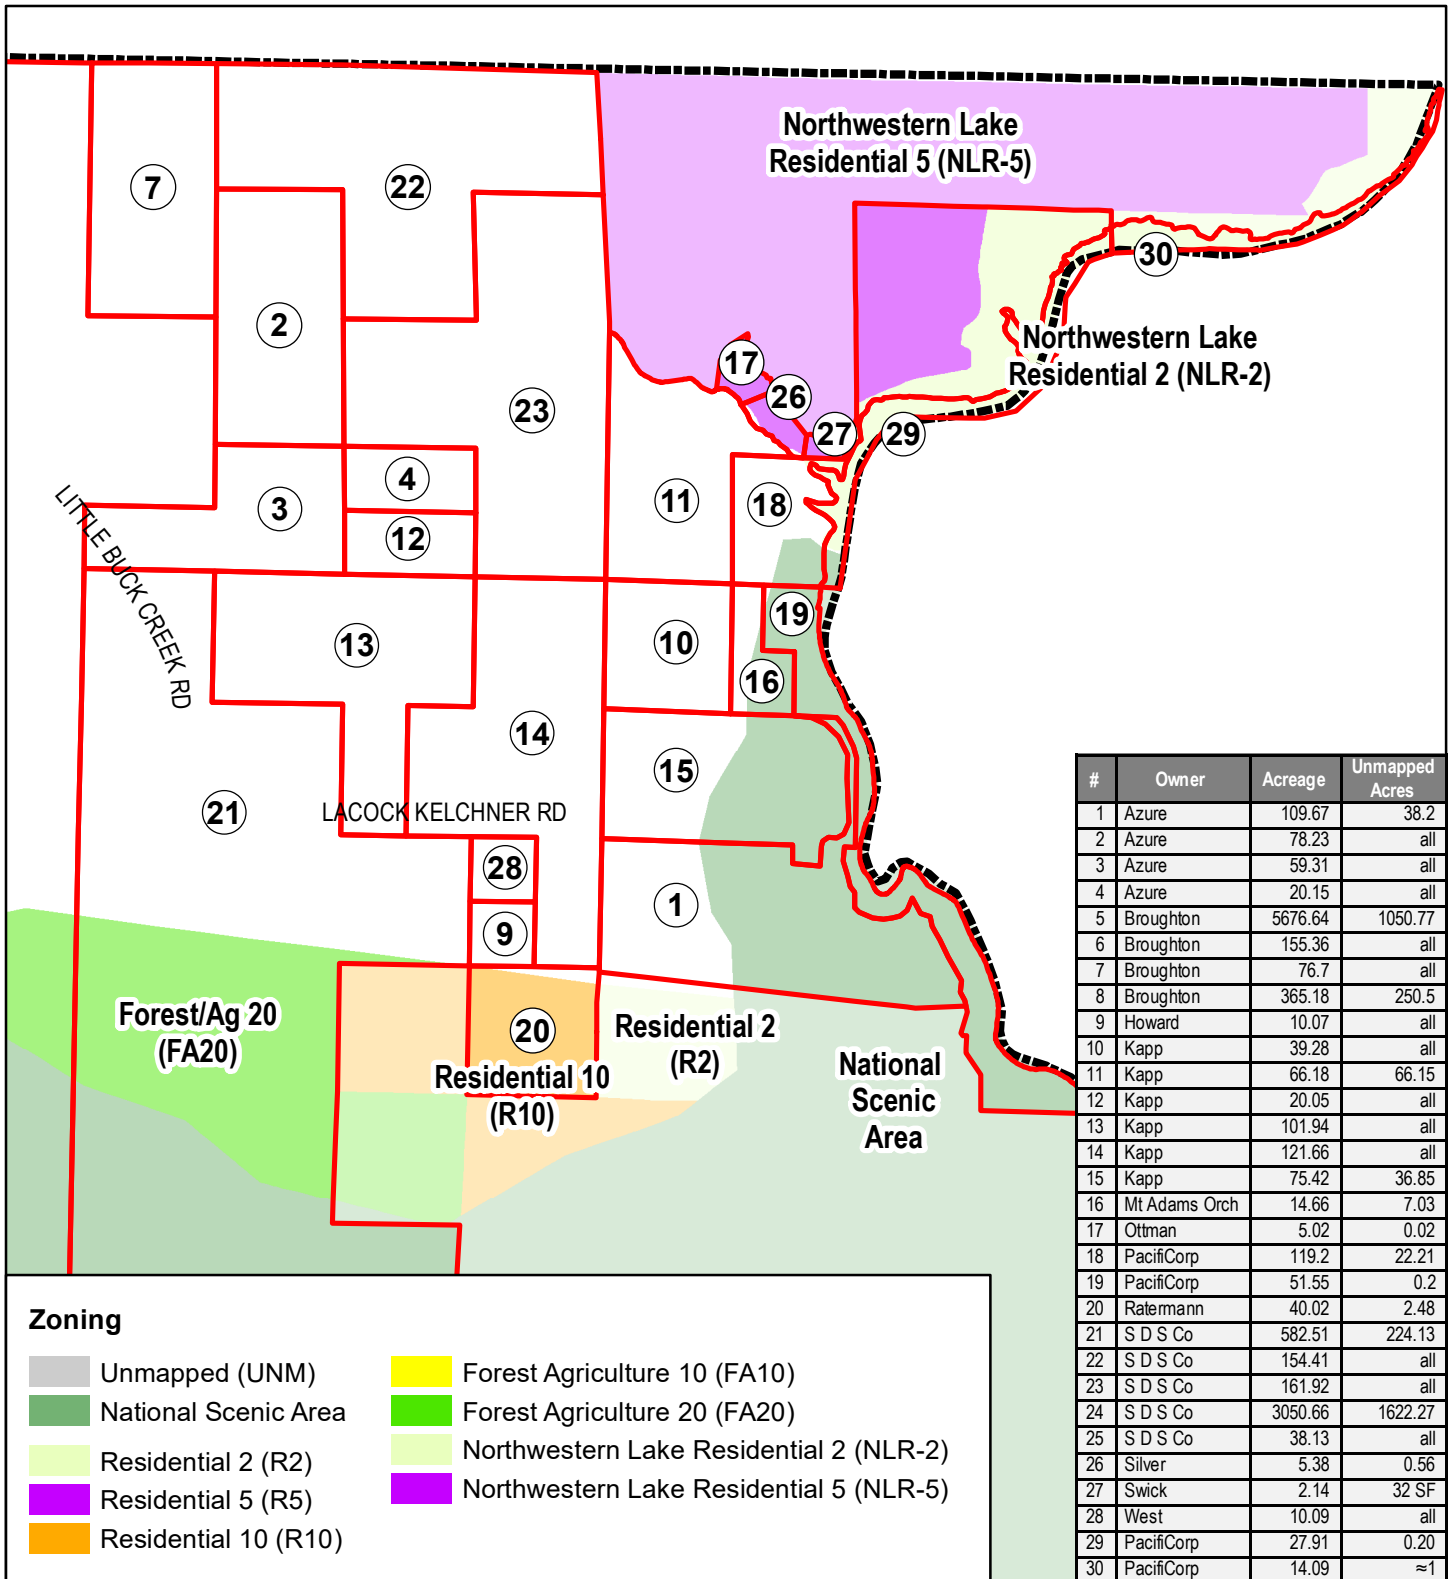 Northwestern Lake
Residential 5 (NLR-5)
7
22
30
2
Northwestern Lake
Residential 2 (NLR-2)
17
26
23
27
29
4
11
18
3
12
LITTLE BUCK CREEK RD
19
13
10
16
14
15
21
LACOCK KELCHNER RD
28
1
9
Forest/Ag 20
(FA20)
20
Residential 2
(R2)
Residential 10
(R10)
National
Scenic
Area
# Owner Acreage Unmapped Acres
1 Azure 109.67 38.2
2 Azure 78.23 all
3 Azure 59.31 all
4 Azure 20.15 all
5 Broughton 5676.64 1050.77
6 Broughton 155.36 all
7 Broughton 76.7 all
8 Broughton 365.18 250.5
9 Howard 10.07 all
10 Kapp 39.28 all
11 Kapp 66.18 66.15
12 Kapp 20.05 all
13 Kapp 101.94 all
14 Kapp 121.66 all
15 Kapp 75.42 36.85
16 Mt Adams Orch 14.66 7.03
17 Ottman 5.02 0.02
18 PacifiCorp 119.2 22.21
19 PacifiCorp 51.55 0.2
20 Ratermann 40.02 2.48
21 S D S Co 582.51 224.13
22 S D S Co 154.41 all
23 S D S Co 161.92 all
24 S D S Co 3050.66 1622.27
25 S D S Co 38.13 all
26 Silver 5.38 0.56
27 Swick 2.14 32 SF
28 West 10.09 all
29 PacifiCorp 27.91 0.20
30 PacifiCorp 14.09 ≈1
Zoning
Unmapped (UNM)
National Scenic Area
Residential 2 (R2)
Residential 5 (R5)
Residential 10 (R10)
Forest Agriculture 10 (FA10)
Forest Agriculture 20 (FA20)
Northwestern Lake Residential 2 (NLR-2)
Northwestern Lake Residential 5 (NLR-5)